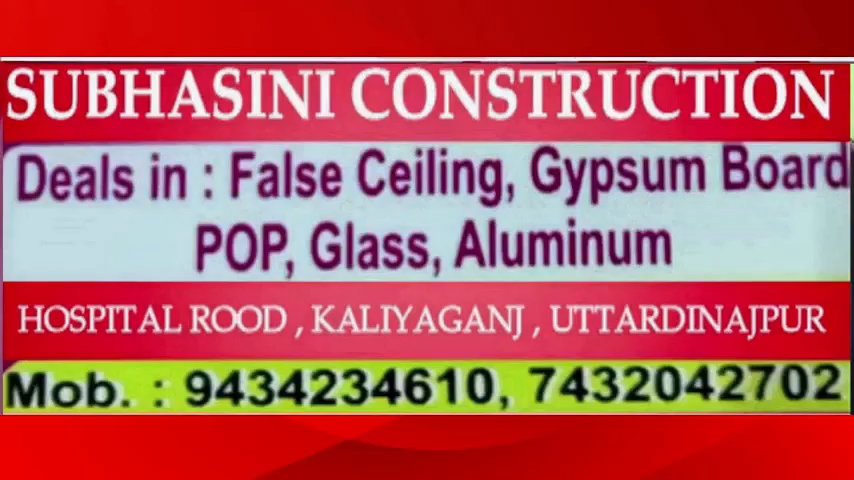 SUBHASINI CONSTRUCTION
Deals in : False Ceiling, Gypsum Board
POP, Glass, Aluminum
HOSPITAL ROOD , KALIYAGANJ , UTTARDINAJPUR
Mob. : 9434234610, 7432042702